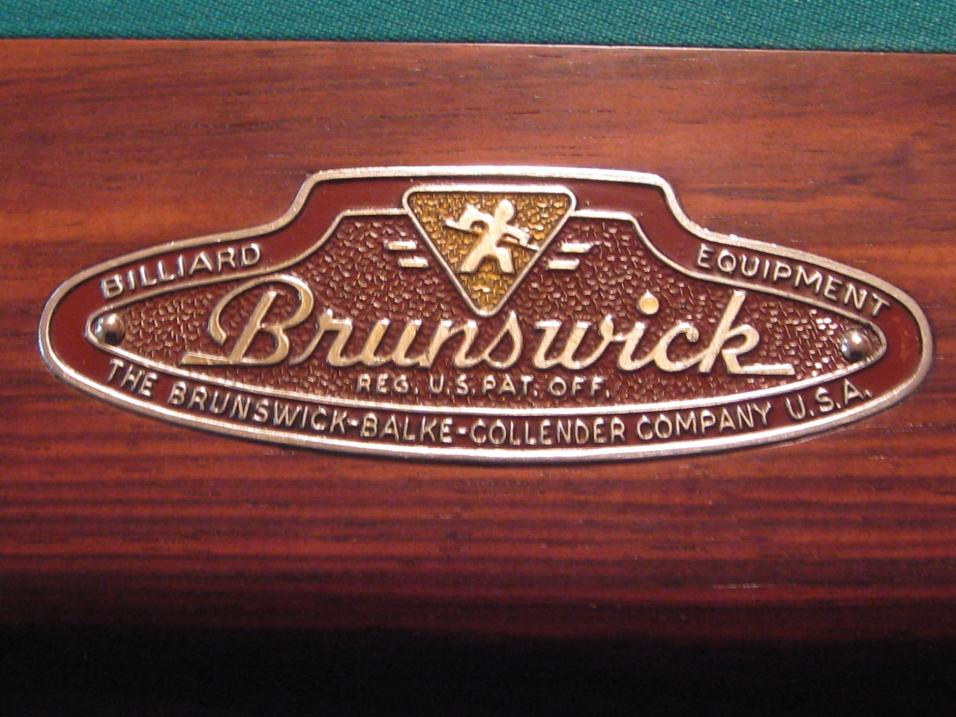 BILLIARD EQUIPMENT
Brunswick
REG. U.S. PAT. OFF.
THE BRUNSWICK-BALKE-COLLENDER COMPANY U.S.A.